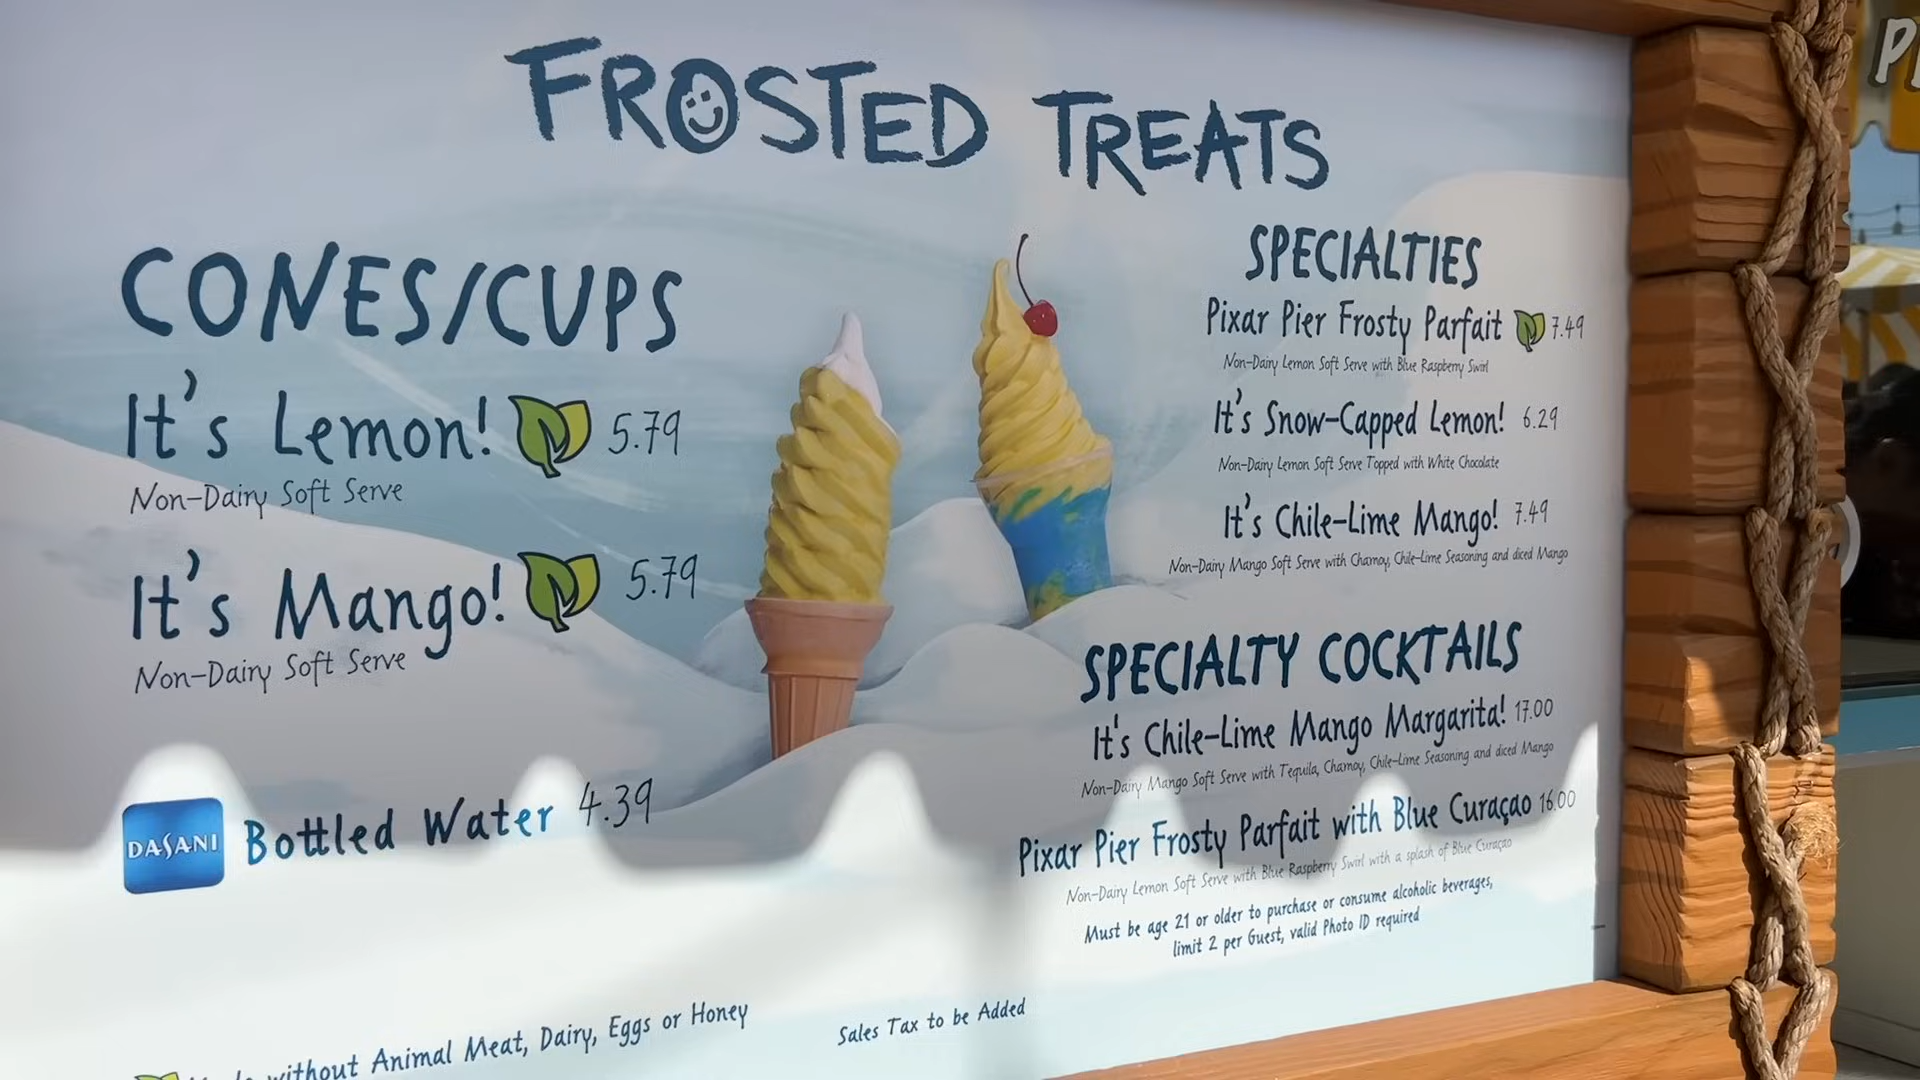 FROSTED TREATS
CONES/CUPS
It's Lemon! 5.79
Non-Dairy Soft Serve
It's Mango! 5.79
Non-Dairy Soft Serve
DASANI Bottled Water 4.39
SPECIALTIES
Pixar Pier Frosty Parfait 7.49
Non-Dairy Lemon Soft Serve with Blue Raspberry Swirl
It's Snow-Capped Lemon! 6.29
Non-Dairy Lemon Soft Serve Topped with White Chocolate
It's Chile-Lime Mango! 7.49
Non-Dairy Mango Soft Serve with Chamoy, Chile-Lime Seasoning and diced Mango
SPECIALTY COCKTAILS
It's Chile-Lime Mango Margarita! 17.00
Non-Dairy Mango Soft Serve with Tequila, Chamoy, Chile-Lime Seasoning and diced Mango
Pixar Pier Frosty Parfait with Blue Curaçao 16.00
Non-Dairy Lemon Soft Serve with Blue Raspberry Swirl with a splash of Blue Curaçao
Must be age 21 or older to purchase or consume alcoholic beverages,
limit 2 per Guest, valid Photo ID required
without Animal Meat, Dairy, Eggs or Honey
Sales Tax to be Added